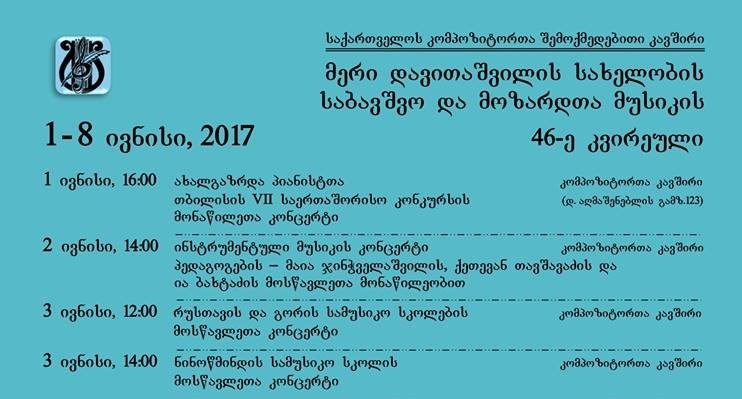 საქართველოს კომპოზიტორთა შემოქმედებითი კავშირი
მერი დავითაშვილის სახელობის
საბავშვო და მოზარდთა მუსიკის
1-8 ივნისი, 2017 46-ე კვირეული
1 ივნისი, 16:00 ახალგაზრდა პიანისტთა კომპოზიტორთა კავშირი
თბილისის VII საერთაშორისო კონკურსის (დ. აღმაშენებლის გამზ.123)
მონაწილეთა კონცერტი
2 ივნისი, 14:00 ინსტრუმენტული მუსიკის კონცერტი კომპოზიტორთა კავშირი
პედაგოგების – მაია ჯინჭველაშვილის, ქეთევან თავშავაძის და
ია ბახტაძის მოსწავლეთა მონაწილეობით
3 ივნისი, 12:00 რუსთავის და გორის სამუსიკო სკოლების კომპოზიტორთა კავშირი
მოსწავლეთა კონცერტი
3 ივნისი, 14:00 ნინოწმინდის სამუსიკო სკოლის კომპოზიტორთა კავშირი
მოსწავლეთა კონცერტი